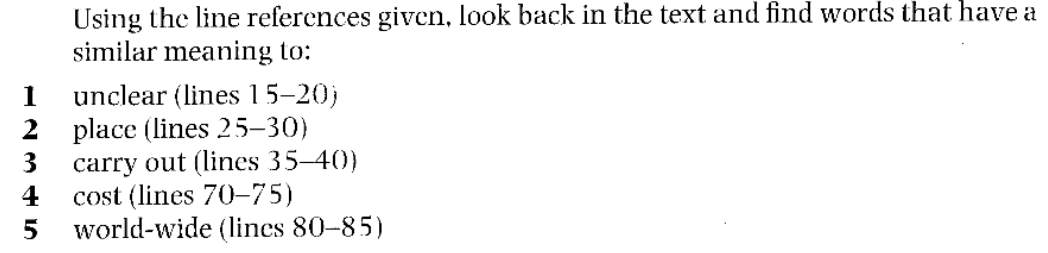 Using the line references given, look back in the text and find words that have a
similar meaning to:
1 unclear (lines 15–20)
2 place (lines 25–30)
3 carry out (lines 35–40)
4 cost (lines 70–75)
5 world-wide (lines 80–85)